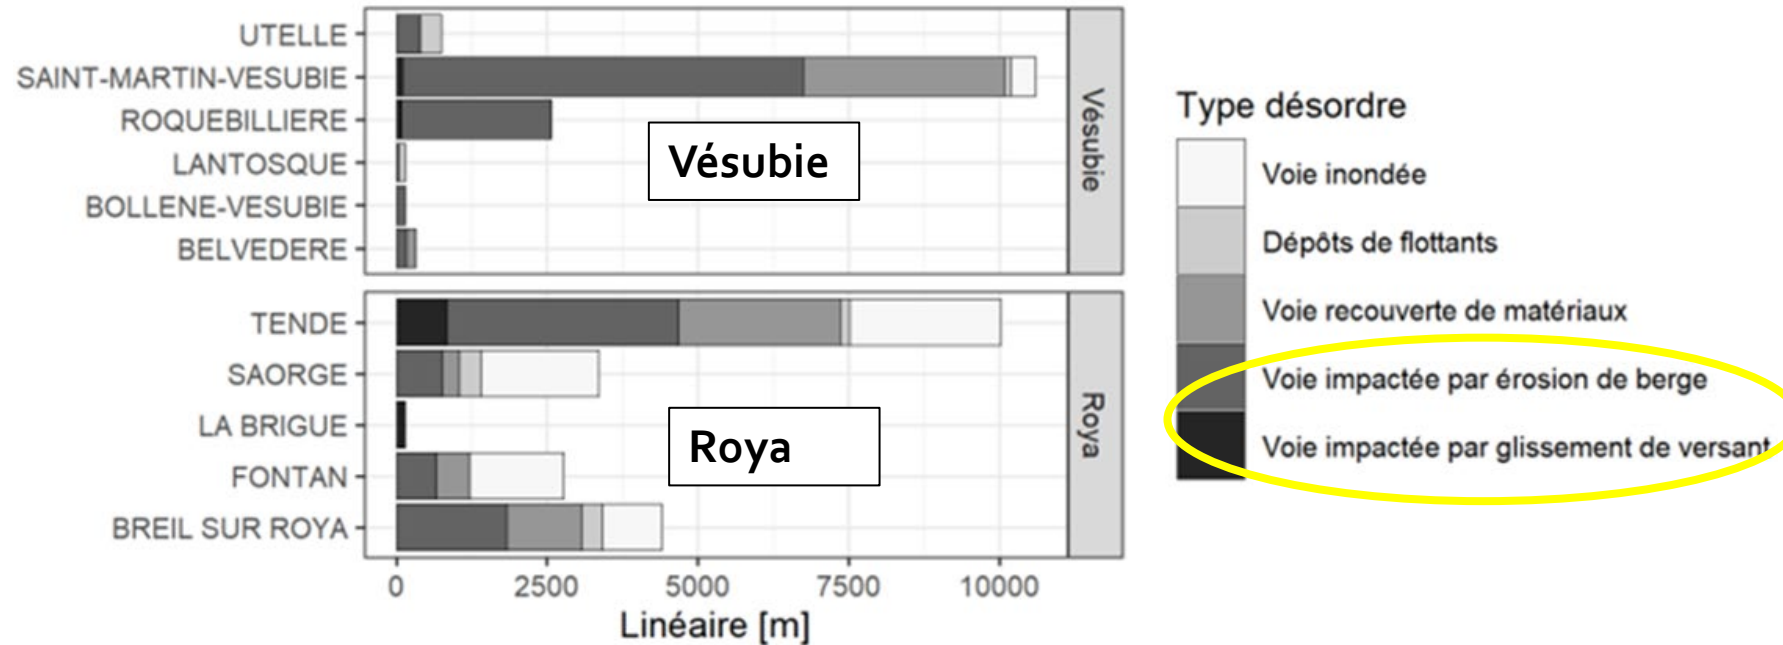 UTELLE
SAINT-MARTIN-VESUBIE
ROQUEBILLIERE
LANTOSQUE
BOLLENE-VESUBIE
BELVEDERE
Vésubie
Vésubie
TENDE
SAORGE
LA BRIGUE
FONTAN
BREIL SUR ROYA
Roya
Roya
0 2500 5000 7500 10000
Linéaire [m]
Type désordre
Voie inondée
Dépôts de flottants
Voie recouverte de matériaux
Voie impactée par érosion de berge
Voie impactée par glissement de versant